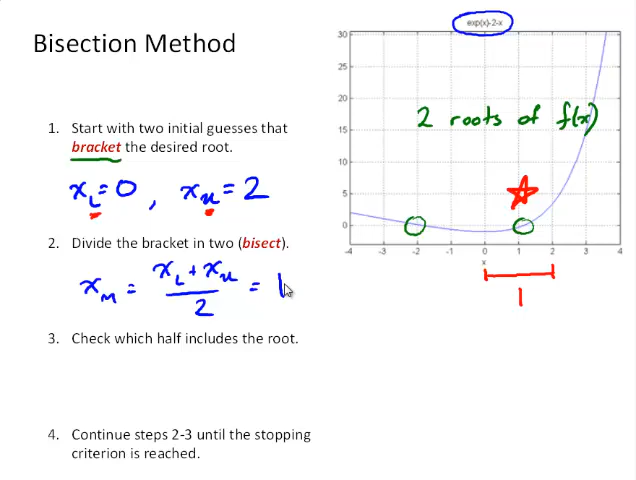 Bisection Method
1. Start with two initial guesses that
bracket the desired root.
x_L = 0 , x_u = 2
2. Divide the bracket in two (bisect).
x_M = (x_L + x_u) / 2 = 1
3. Check which half includes the root.
4. Continue steps 2-3 until the stopping
criterion is reached.
exp(x)-2-x
2 roots of f(x)
30
25
20
15
10
5
0
-4 -3 -2 -1 0 1 2 3 4
x
1